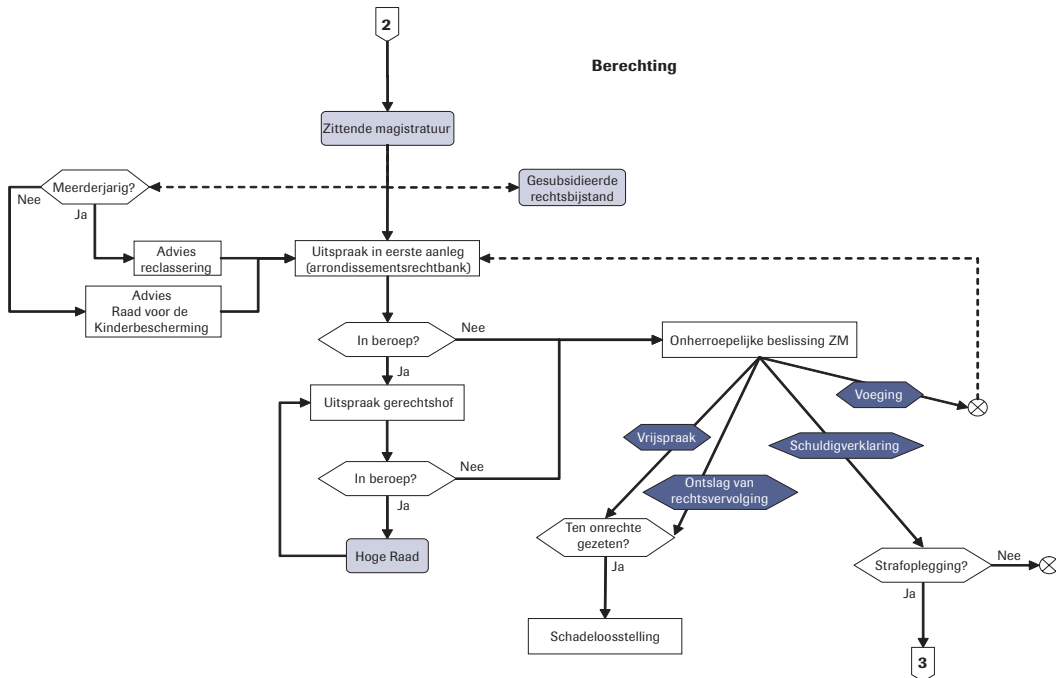 2
Berechting
Zittende magistratuur
Meerderjarig?
Gesubsidieerde
rechtsbijstand
Nee
Ja
Advies
reclassering
Uitspraak in eerste aanleg
(arrondissementsrechtbank)
Advies
Raad voor de
Kinderbescherming
In beroep?
Nee
Onherroepelijke beslissing ZM
Ja
Uitspraak gerechtshof
Voeging
Vrijspraak
Schuldigverklaring
In beroep?
Nee
Ontslag van
rechtsvervolging
Ja
Ten onrechte
gezeten?
Hoge Raad
Ja
Strafoplegging?
Nee
Ja
Schadeloosstelling
3